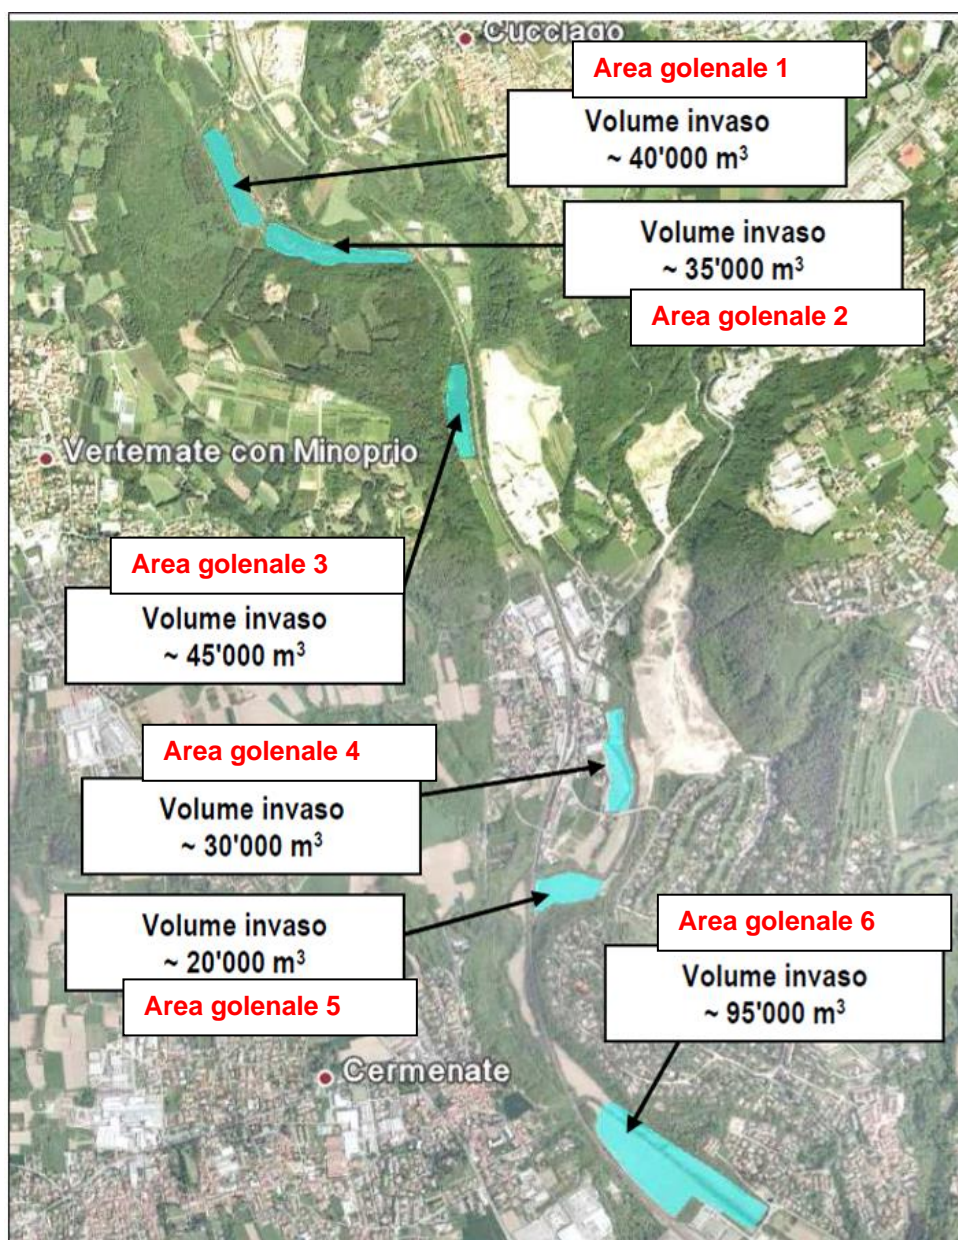 Cucciago
Area golenale 1
Volume invaso
~ 40'000 m³
Volume invaso
~ 35'000 m³
Area golenale 2
Vertemate con Minoprio
Area golenale 3
Volume invaso
~ 45'000 m³
Area golenale 4
Volume invaso
~ 30'000 m³
Volume invaso
~ 20'000 m³
Area golenale 5
Area golenale 6
Volume invaso
~ 95'000 m³
Cermenate